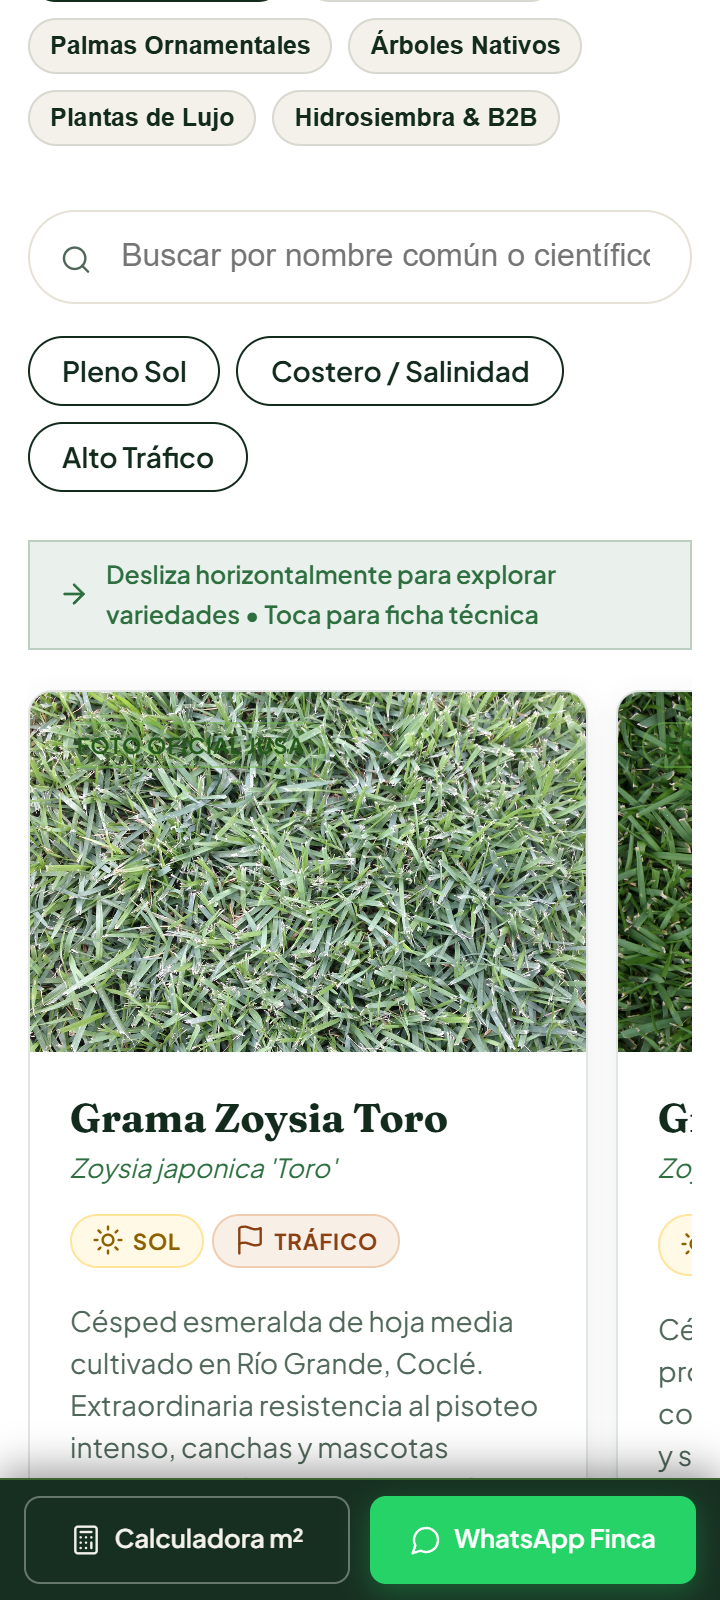 Palmas Ornamentales
Árboles Nativos
Plantas de Lujo
Hidrosiembra & B2B
Buscar por nombre común o científico
Pleno Sol
Costero / Salinidad
Alto Tráfico
Desliza horizontalmente para explorar
variedades • Toca para ficha técnica
FOTO OFICIAL
Grama Zoysia Toro
Zoysia japonica 'Toro'
SOL
TRÁFICO
Césped esmeralda de hoja media
cultivado en Río Grande, Coclé.
Extraordinaria resistencia al pisoteo
intenso, canchas y mascotas
Cé
y s
Calculadora m²
WhatsApp Finca